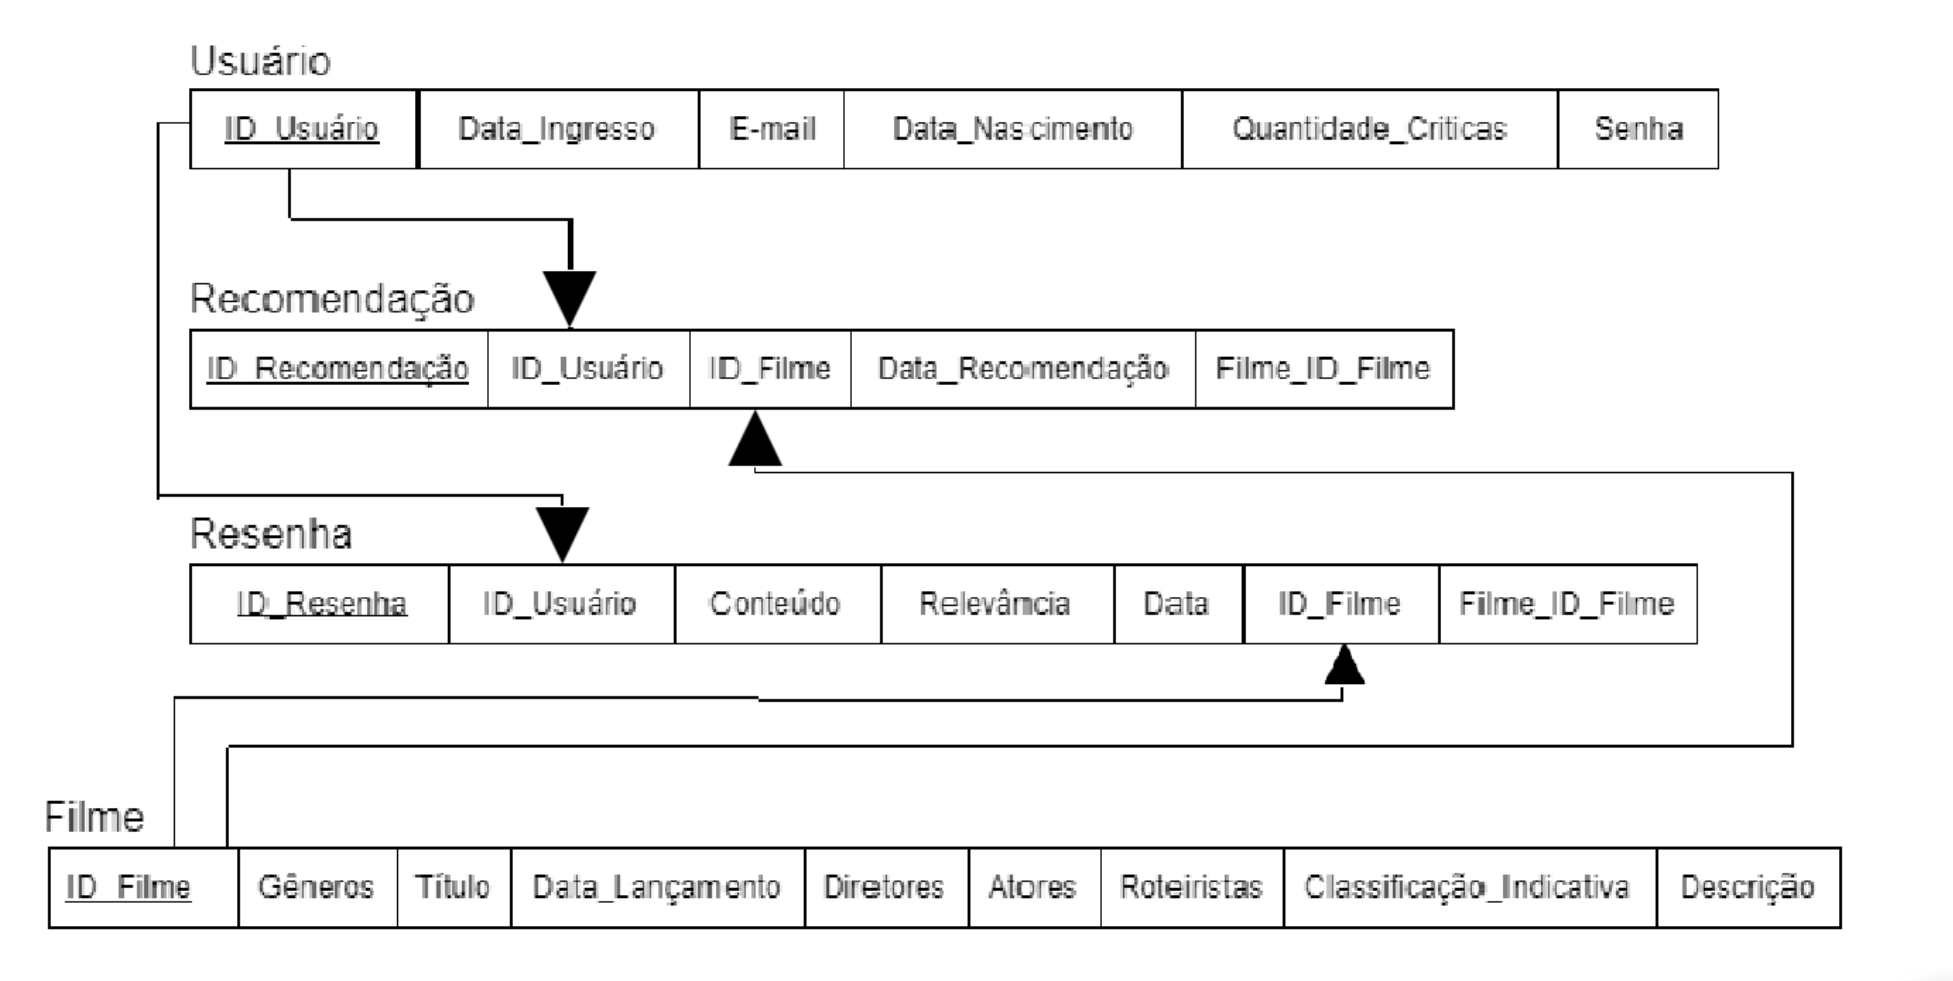 Usuário
ID_Usuário Data_Ingresso E-mail Data_Nascimento Quantidade_Criticas Senha
Recomendação
ID_Recomendação ID_Usuário ID_Filme Data_Recomendação Filme_ID_Filme
Resenha
ID_Resenha ID_Usuário Conteúdo Relevância Data ID_Filme Filme_ID_Filme
Filme
ID_Filme Gêneros Título Data_Lançamento Diretores Atores Roteiristas Classificação_Indicativa Descrição